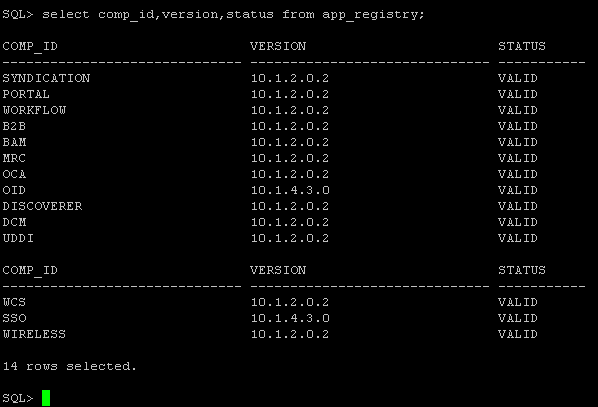 SQL> select comp_id,version,status from app_registry;
COMP_ID VERSION STATUS
------------------------------ ------------------------------ -----------
SYNDICATION 10.1.2.0.2 VALID
PORTAL 10.1.2.0.2 VALID
WORKFLOW 10.1.2.0.2 VALID
B2B 10.1.2.0.2 VALID
BAM 10.1.2.0.2 VALID
MRC 10.1.2.0.2 VALID
OCA 10.1.2.0.2 VALID
OID 10.1.4.3.0 VALID
DISCOVERER 10.1.2.0.2 VALID
DCM 10.1.2.0.2 VALID
UDDI 10.1.2.0.2 VALID
COMP_ID VERSION STATUS
------------------------------ ------------------------------ -----------
WCS 10.1.2.0.2 VALID
SSO 10.1.4.3.0 VALID
WIRELESS 10.1.2.0.2 VALID
14 rows selected.
SQL>